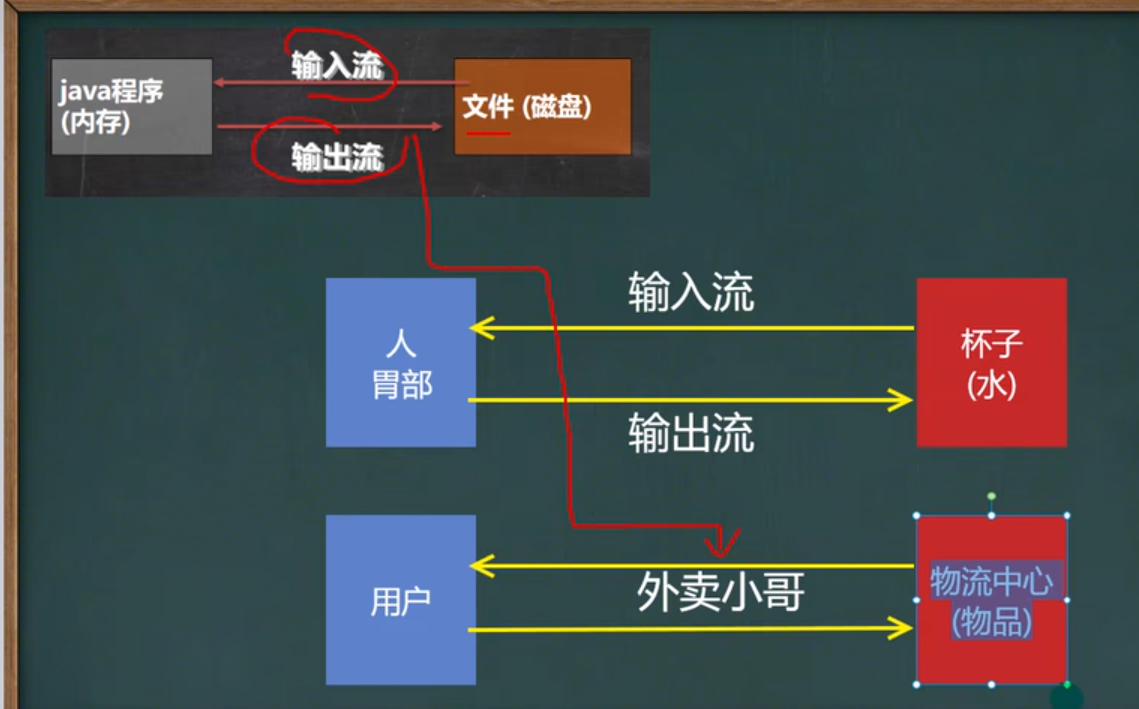 输入流
java程序
(内存)
文件 (磁盘)
输出流
输入流
人
胃部
杯子
(水)
输出流
用户
外卖小哥
物流中心
(物品)